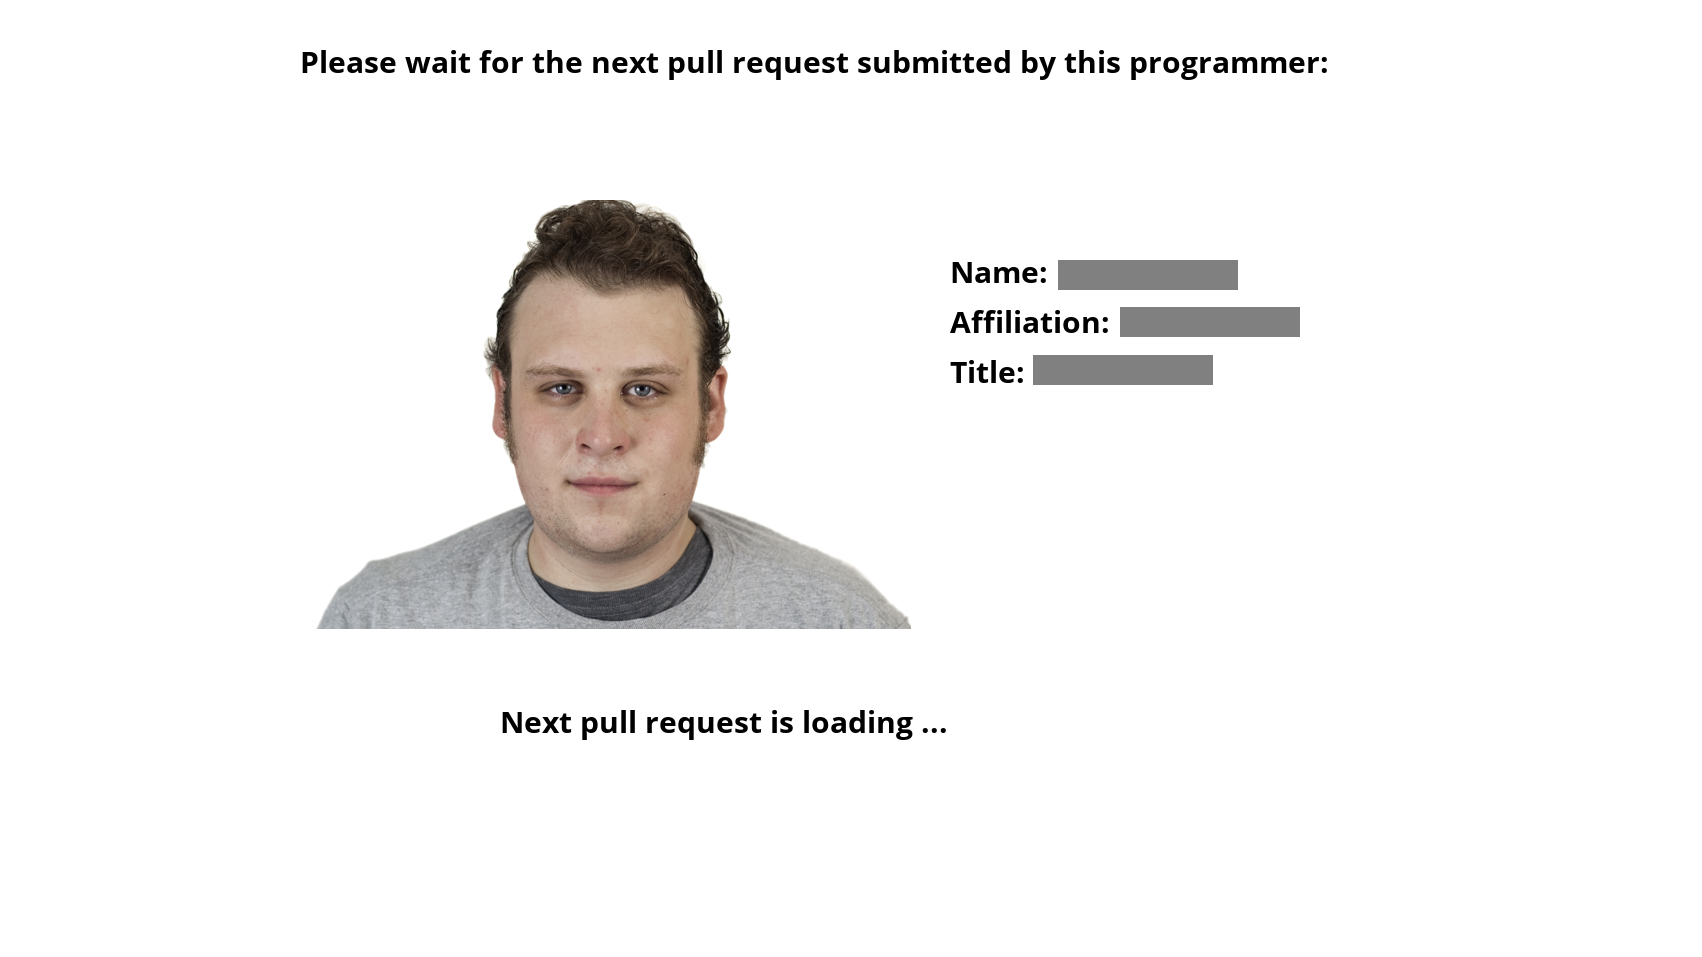 Please wait for the next pull request submitted by this programmer:
Name:
Affiliation:
Title:
Next pull request is loading ...